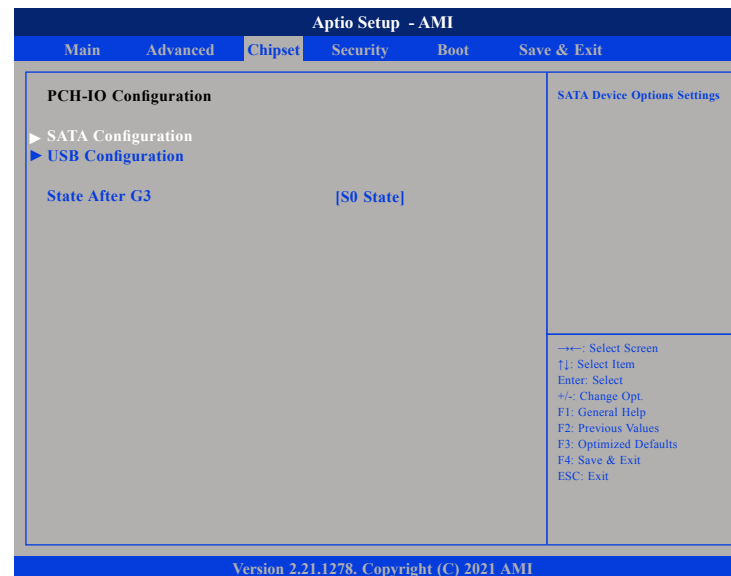 Aptio Setup - AMI
Main Advanced Chipset Security Boot Save & Exit
PCH-IO Configuration
SATA Device Options Settings
▶ SATA Configuration
▶ USB Configuration
State After G3 [S0 State]
→←: Select Screen
↑↓: Select Item
Enter: Select
+/-: Change Opt.
F1: General Help
F2: Previous Values
F3: Optimized Defaults
F4: Save & Exit
ESC: Exit
Version 2.21.1278. Copyright (C) 2021 AMI